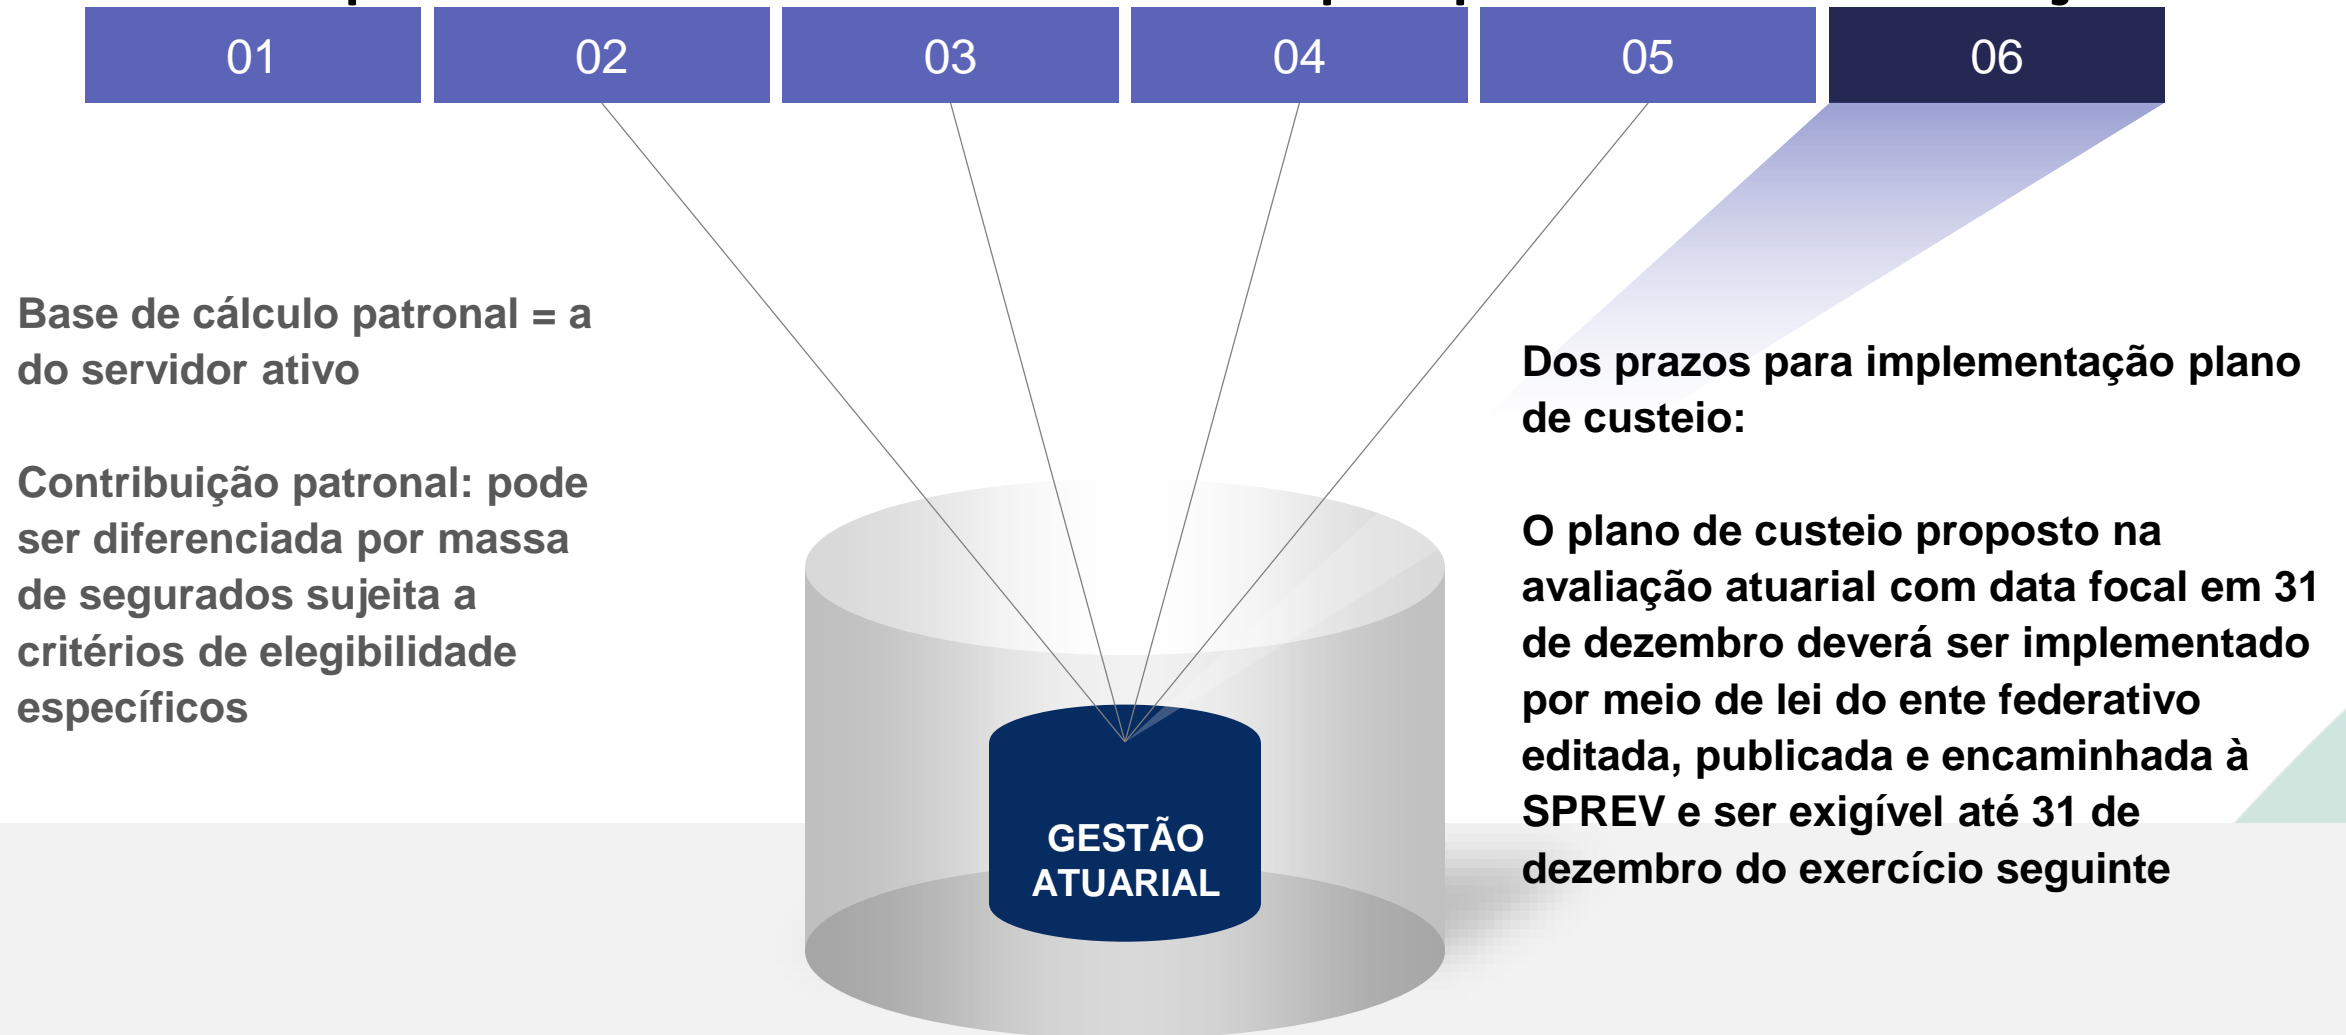 01
02
03
04
05
06
Base de cálculo patronal = a
do servidor ativo
Contribuição patronal: pode
ser diferenciada por massa
de segurados sujeita a
critérios de elegibilidade
específicos
Dos prazos para implementação plano
de custeio:
O plano de custeio proposto na
avaliação atuarial com data focal em 31
de dezembro deverá ser implementado
por meio de lei do ente federativo
editada, publicada e encaminhada à
SPREV e ser exigível até 31 de
dezembro do exercício seguinte
GESTÃO
ATUARIAL